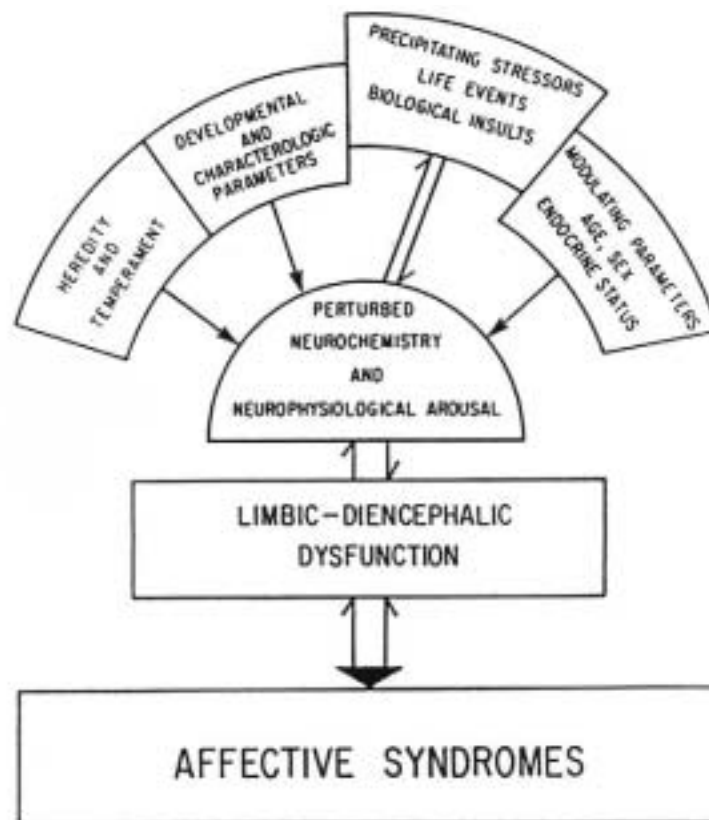 HEREDITY
AND
TEMPERAMENT
DEVELOPMENTAL
AND
CHARACTEROLOGIC
PARAMETERS
PRECIPITATING STRESSORS
LIFE EVENTS
BIOLOGICAL INSULTS
MODULATING PARAMETERS
AGE, SEX
ENDOCRINE STATUS
PERTURBED
NEUROCHEMISTRY
AND
NEUROPHYSIOLOGICAL AROUSAL
LIMBIC-DIENCEPHALIC
DYSFUNCTION
AFFECTIVE SYNDROMES